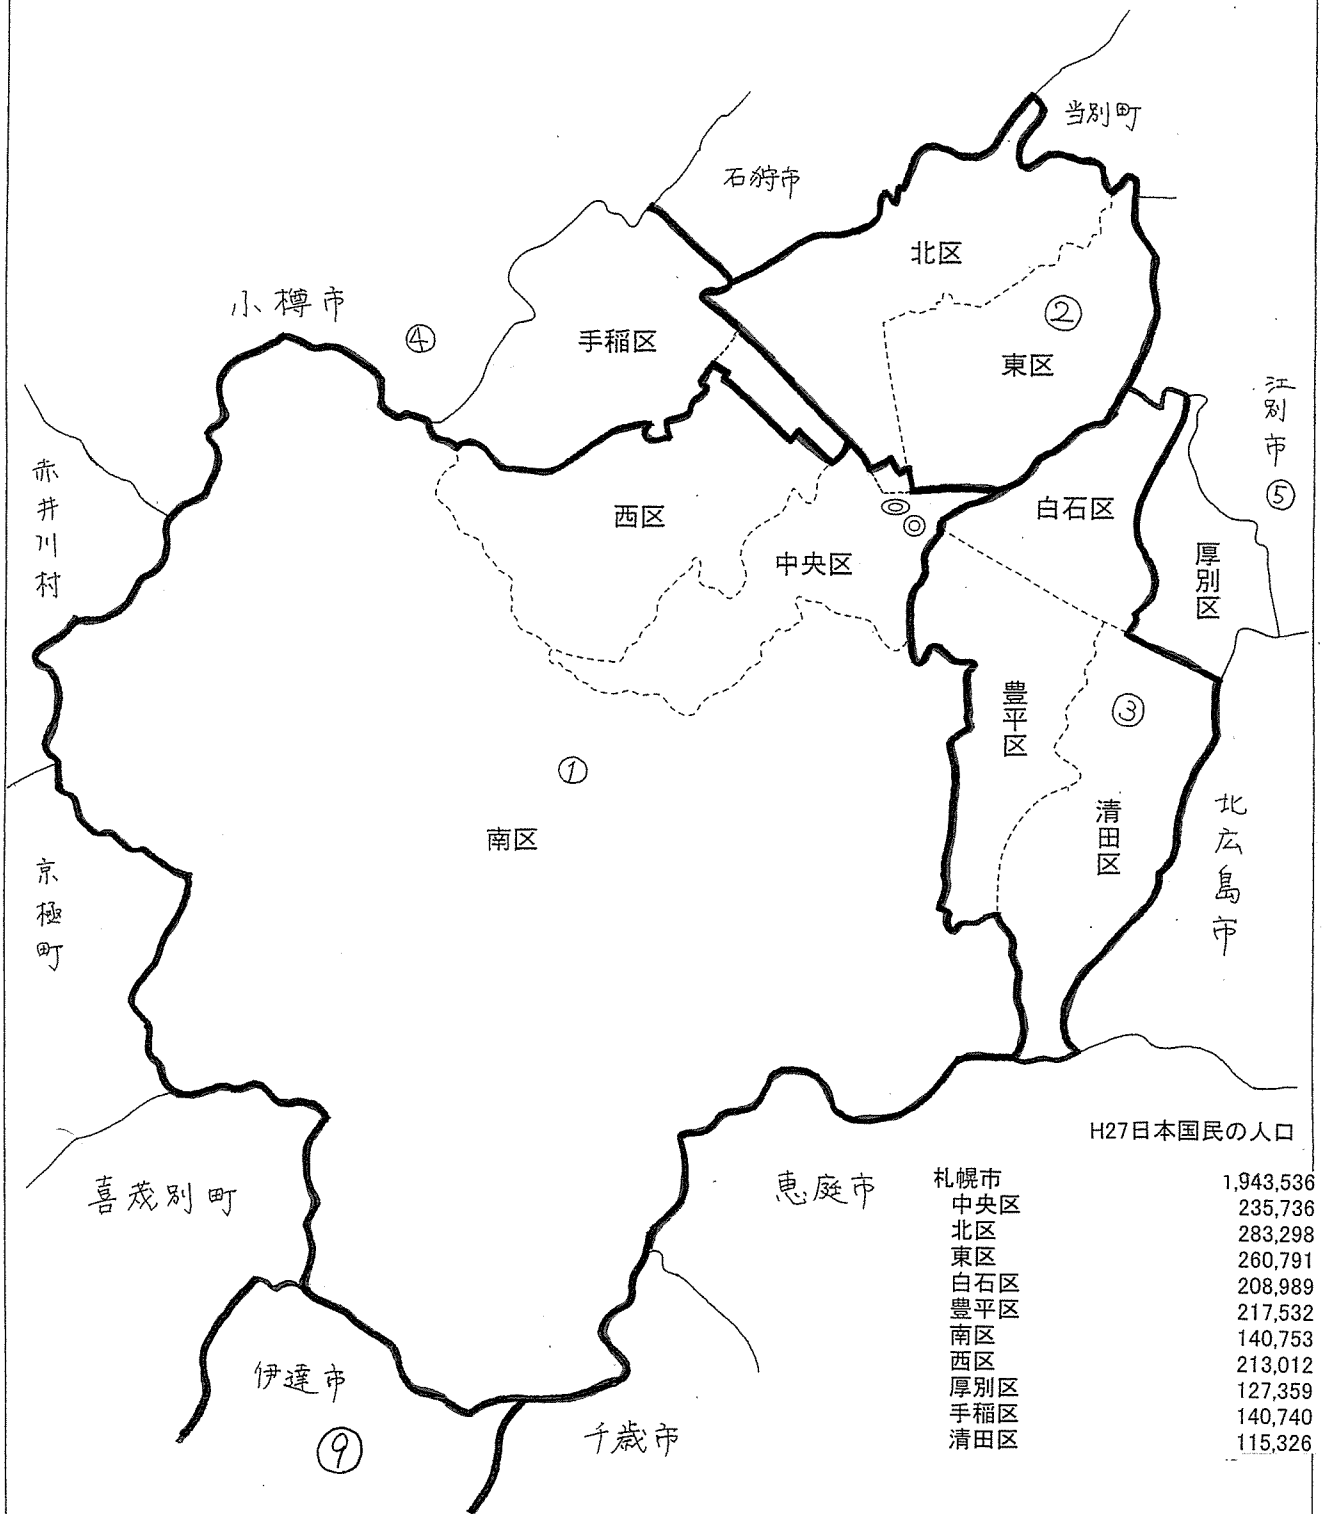 当別町
石狩市
北区
小樽市
④
②
手稲区
東区
江別市
⑤
赤井川村
西区
白石区
中央区
厚別区
豊平区
③
①
南区
清田区
北広島市
京極町
H27日本国民の人口
喜茂別町
恵庭市
札幌市 1,943,536
中央区 235,736
北区 283,298
東区 260,791
白石区 208,989
豊平区 217,532
南区 140,753
西区 213,012
厚別区 127,359
手稲区 140,740
清田区 115,326
伊達市
千歳市
⑨